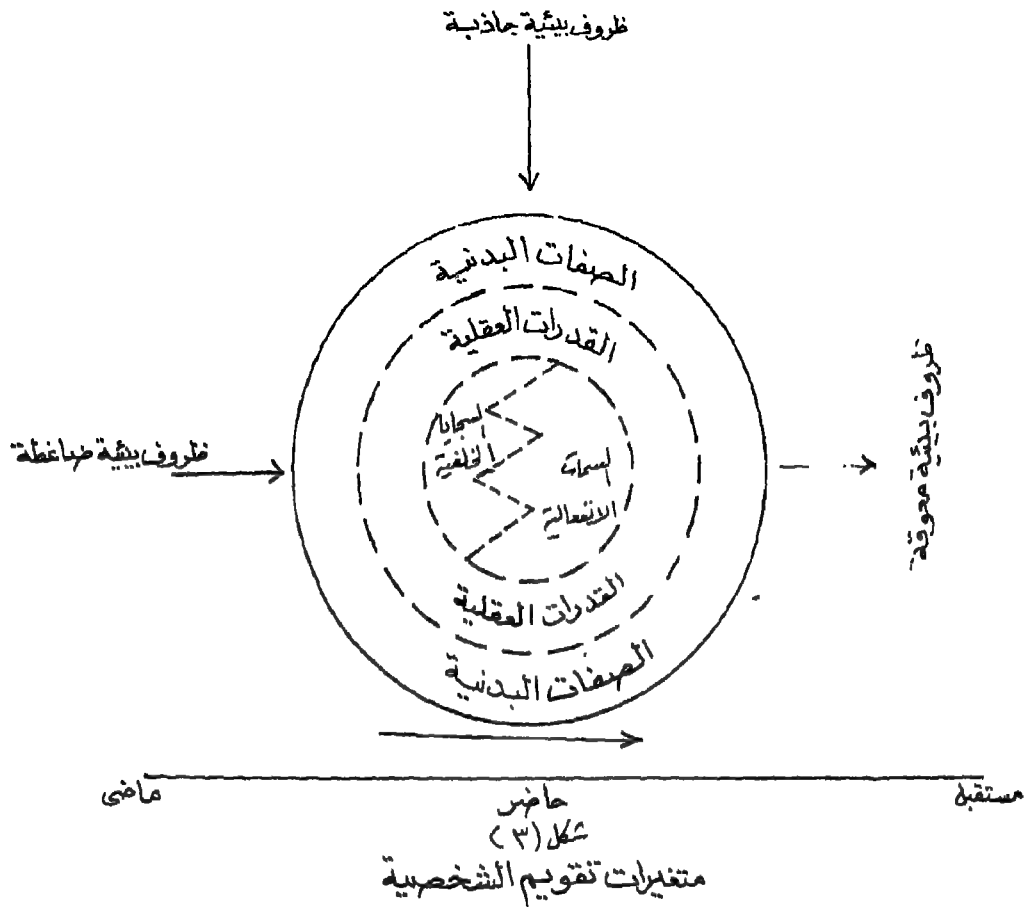 ظروف بيئية جاذبة
الصفات البدنية
القدرات العقلية
السجايا
الخلقية
السمات
الانفعالية
ظروف بيئية ضاغطة
ظروف بيئية معوقة
القدرات العقلية
الصفات البدنية
ماضى
حاضر
مستقبل
شكل (٣)
متغيرات تقويم الشخصية